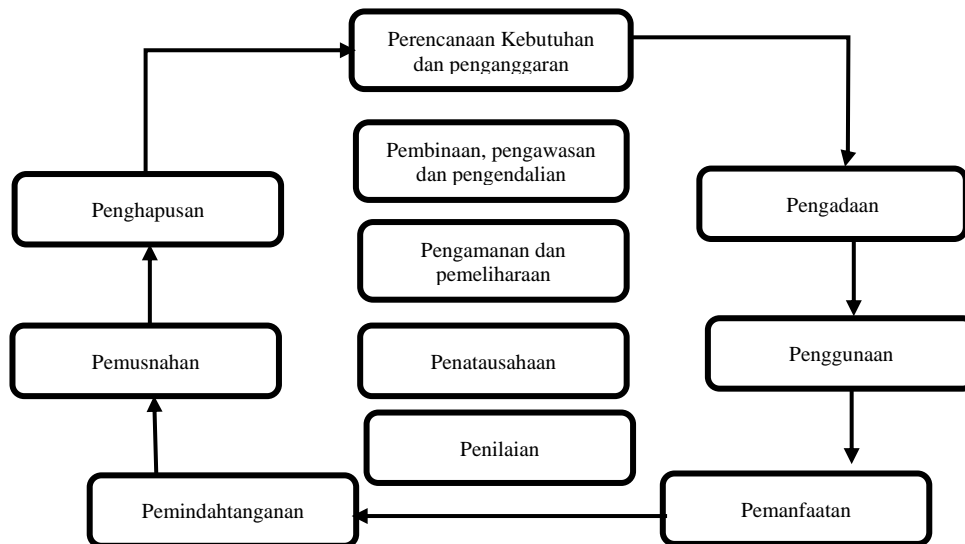 Perencanaan Kebutuhan
dan penganggaran
Pembinaan, pengawasan
dan pengendalian
Penghapusan
Pengadaan
Pengamanan dan
pemeliharaan
Pemusnahan
Penatausahaan
Penggunaan
Penilaian
Pemindahtanganan
Pemanfaatan